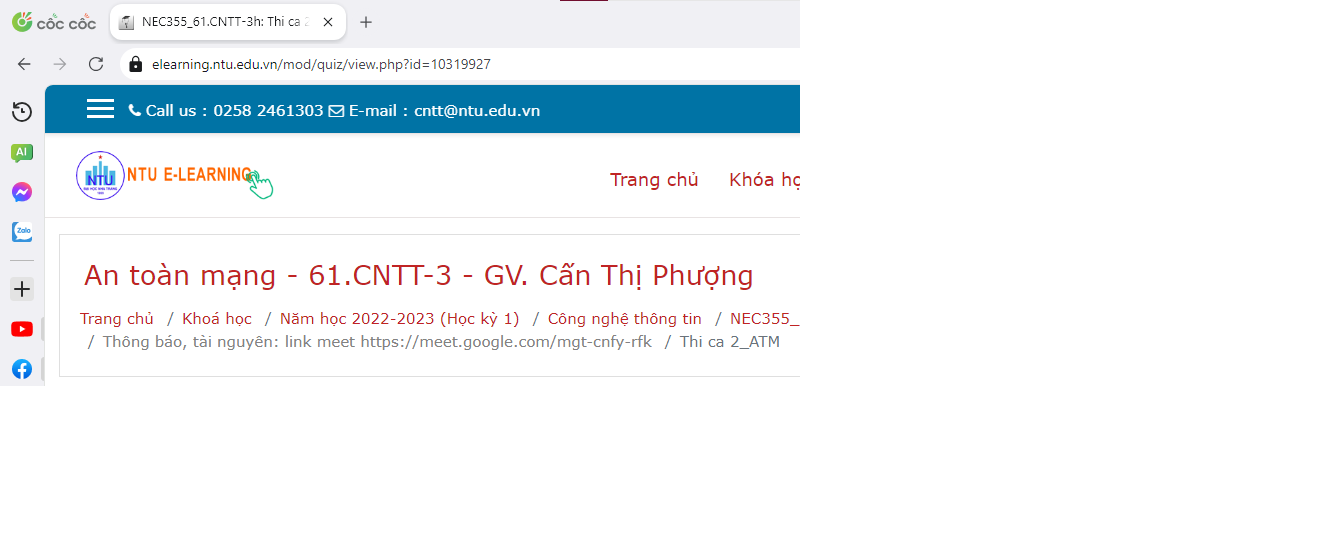 cốc cốc
NEC355_61.CNTT-3h: Thi ca 2
elearning.ntu.edu.vn/mod/quiz/view.php?id=10319927
Call us : 0258 2461303 E-mail : cntt@ntu.edu.vn
AI
NTU
NTU E-LEARNING
Trang chủ Khóa họ
Zalo
An toàn mạng - 61.CNTT-3 - GV. Cấn Thị Phượng
Trang chủ / Khoá học / Năm học 2022-2023 (Học kỳ 1) / Công nghệ thông tin / NEC355_
/ Thông báo, tài nguyên: link meet https://meet.google.com/mgt-cnfy-rfk / Thi ca 2_ATM